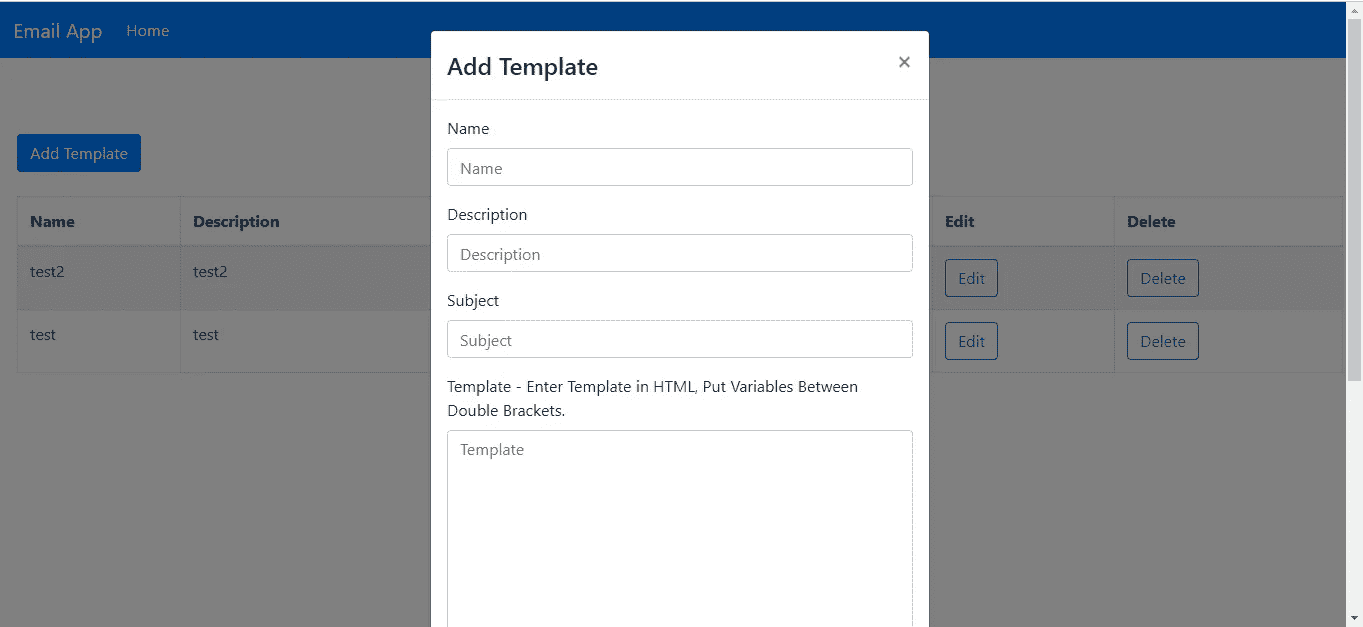 Email App Home
Add Template ×
Name
Name
Description
Description
Subject
Subject
Template - Enter Template in HTML, Put Variables Between
Double Brackets.
Template
Add Template
Name Description Edit Delete
test2 test2 Edit Delete
test test Edit Delete